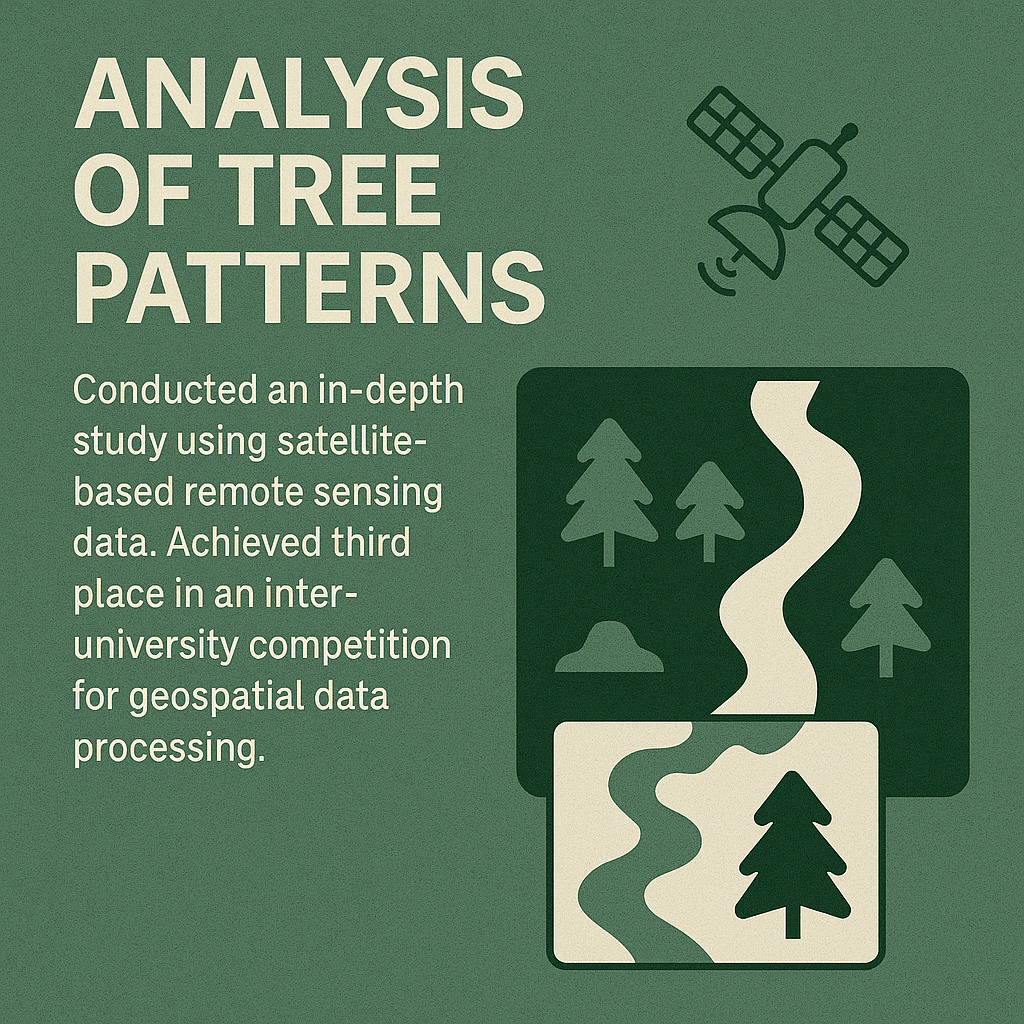 ANALYSIS
OF TREE
PATTERNS
Conducted an in-depth
study using satellite-
based remote sensing
data. Achieved third
place in an inter-
university competition
for geospatial data
processing.